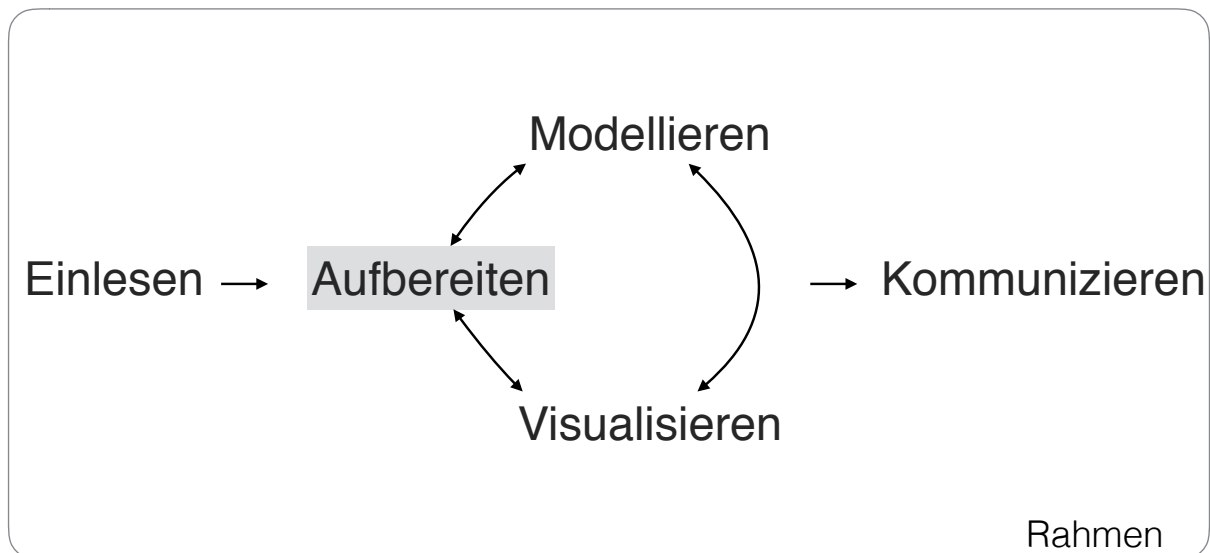 Modellieren
Einlesen
Aufbereiten
Kommunizieren
Visualisieren
Rahmen